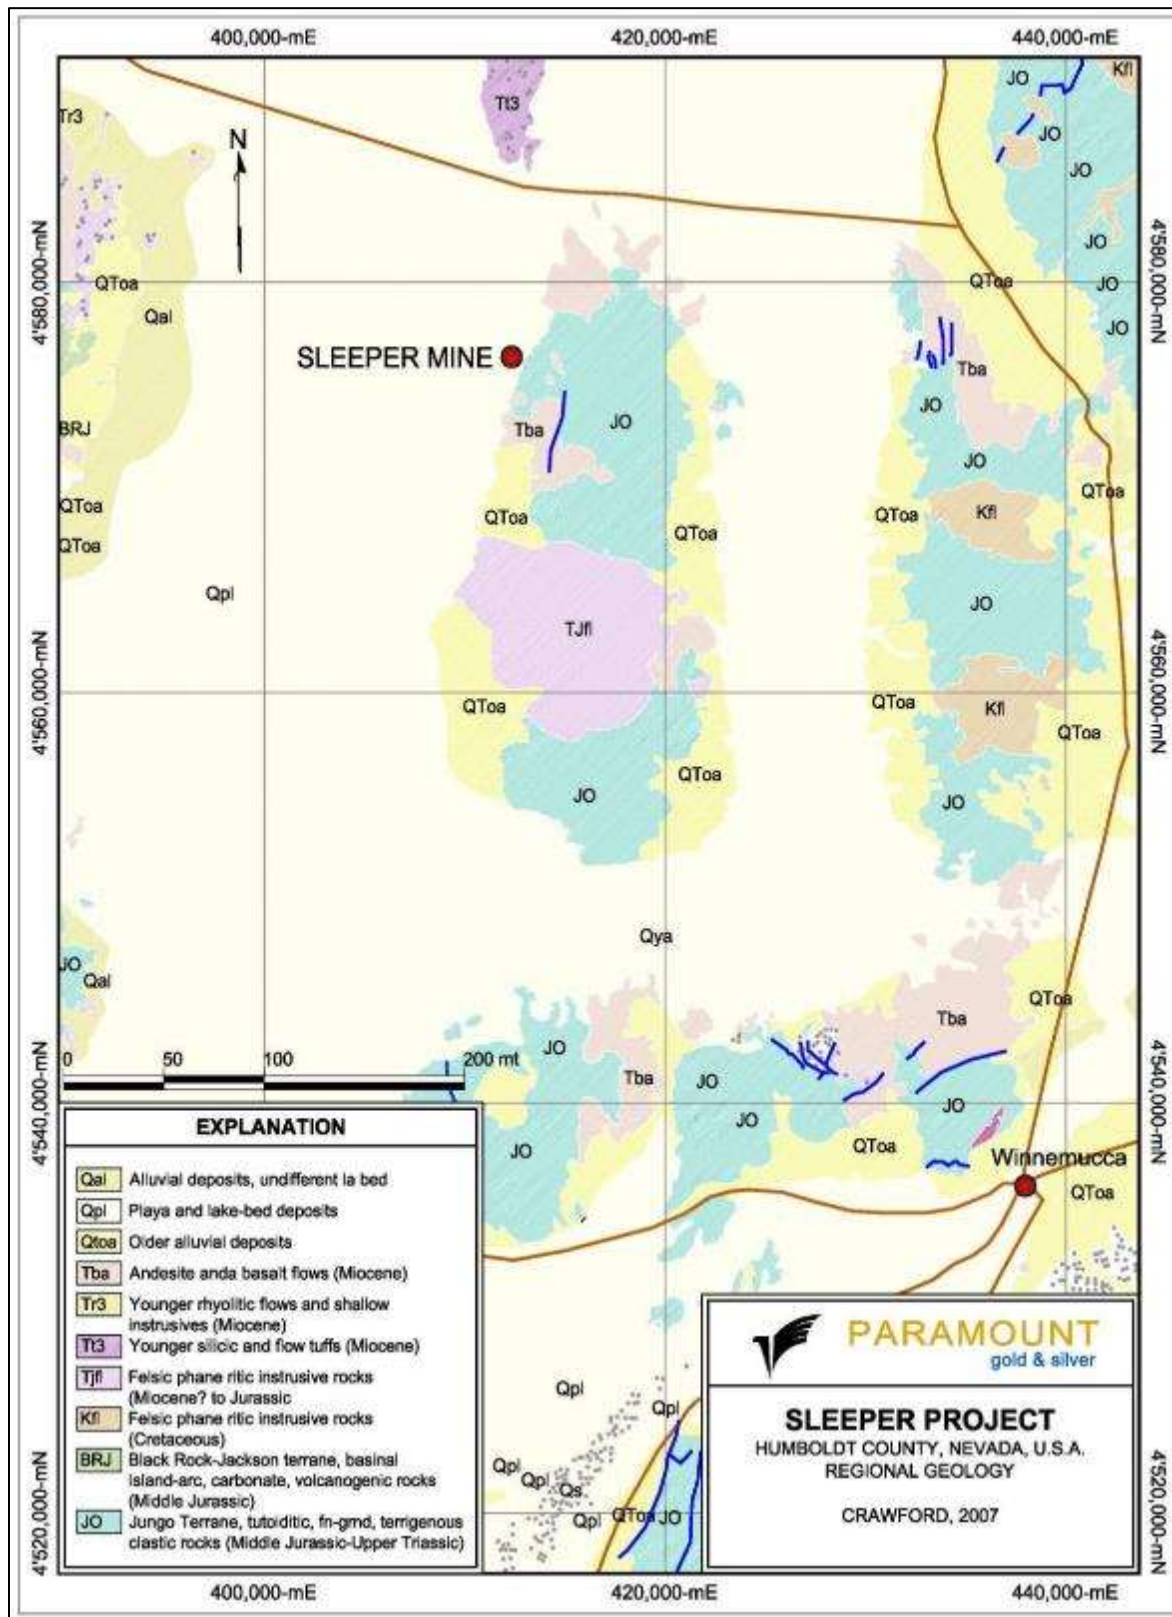 400,000-mE 420,000-mE 440,000-mE
Tt3
JO
Kfl
Tr3
JO
N
JO
JO
4'580,000-mN
4'580,000-mN
QToa
QToa
JO
Qal
JO
SLEEPER MINE
Tba
JO
Tba
JO
BRJ
JO
QToa
QToa
QToa
QToa
Kfl
QToa
QToa
Qpl
JO
TJfl
4'560,000-mN
4'560,000-mN
QToa
QToa
Kfl
QToa
QToa
JO
JO
Qya
JO
Qal
QToa
Tba
JO
0 50 100 200 mt
Tba
JO
JO
JO
4'540,000-mN
4'540,000-mN
JO
QToa
Winnemucca
QToa
EXPLANATION
Qal Alluvial deposits, undifferent la bed
Qpl Playa and lake-bed deposits
Qtoa Older alluvial deposits
Tba Andesite anda basalt flows (Miocene)
Tr3 Younger rhyolitic flows and shallow
instrusives (Miocene)
Tt3 Younger silicic and flow tuffs (Miocene)
Tjfl Felsic phane ritic instrusive rocks
(Miocene? to Jurassic
Kfl Felsic phane ritic instrusive rocks
(Cretaceous)
BRJ Black Rock-Jackson terrane, basinal
Island-arc, carbonate, volcanogenic rocks
(Middle Jurassic)
JO Jungo Terrane, tutoiditic, fn-grnd, terrigenous
clastic rocks (Middle Jurassic-Upper Triassic)
Qpl
Qpl
Qpl
Qpl
Qs
Qpl
QToa
JO
PARAMOUNT
gold & silver
SLEEPER PROJECT
HUMBOLDT COUNTY, NEVADA, U.S.A.
REGIONAL GEOLOGY
CRAWFORD, 2007
4'520,000-mN
4'520,000-mN
400,000-mE 420,000-mE 440,000-mE